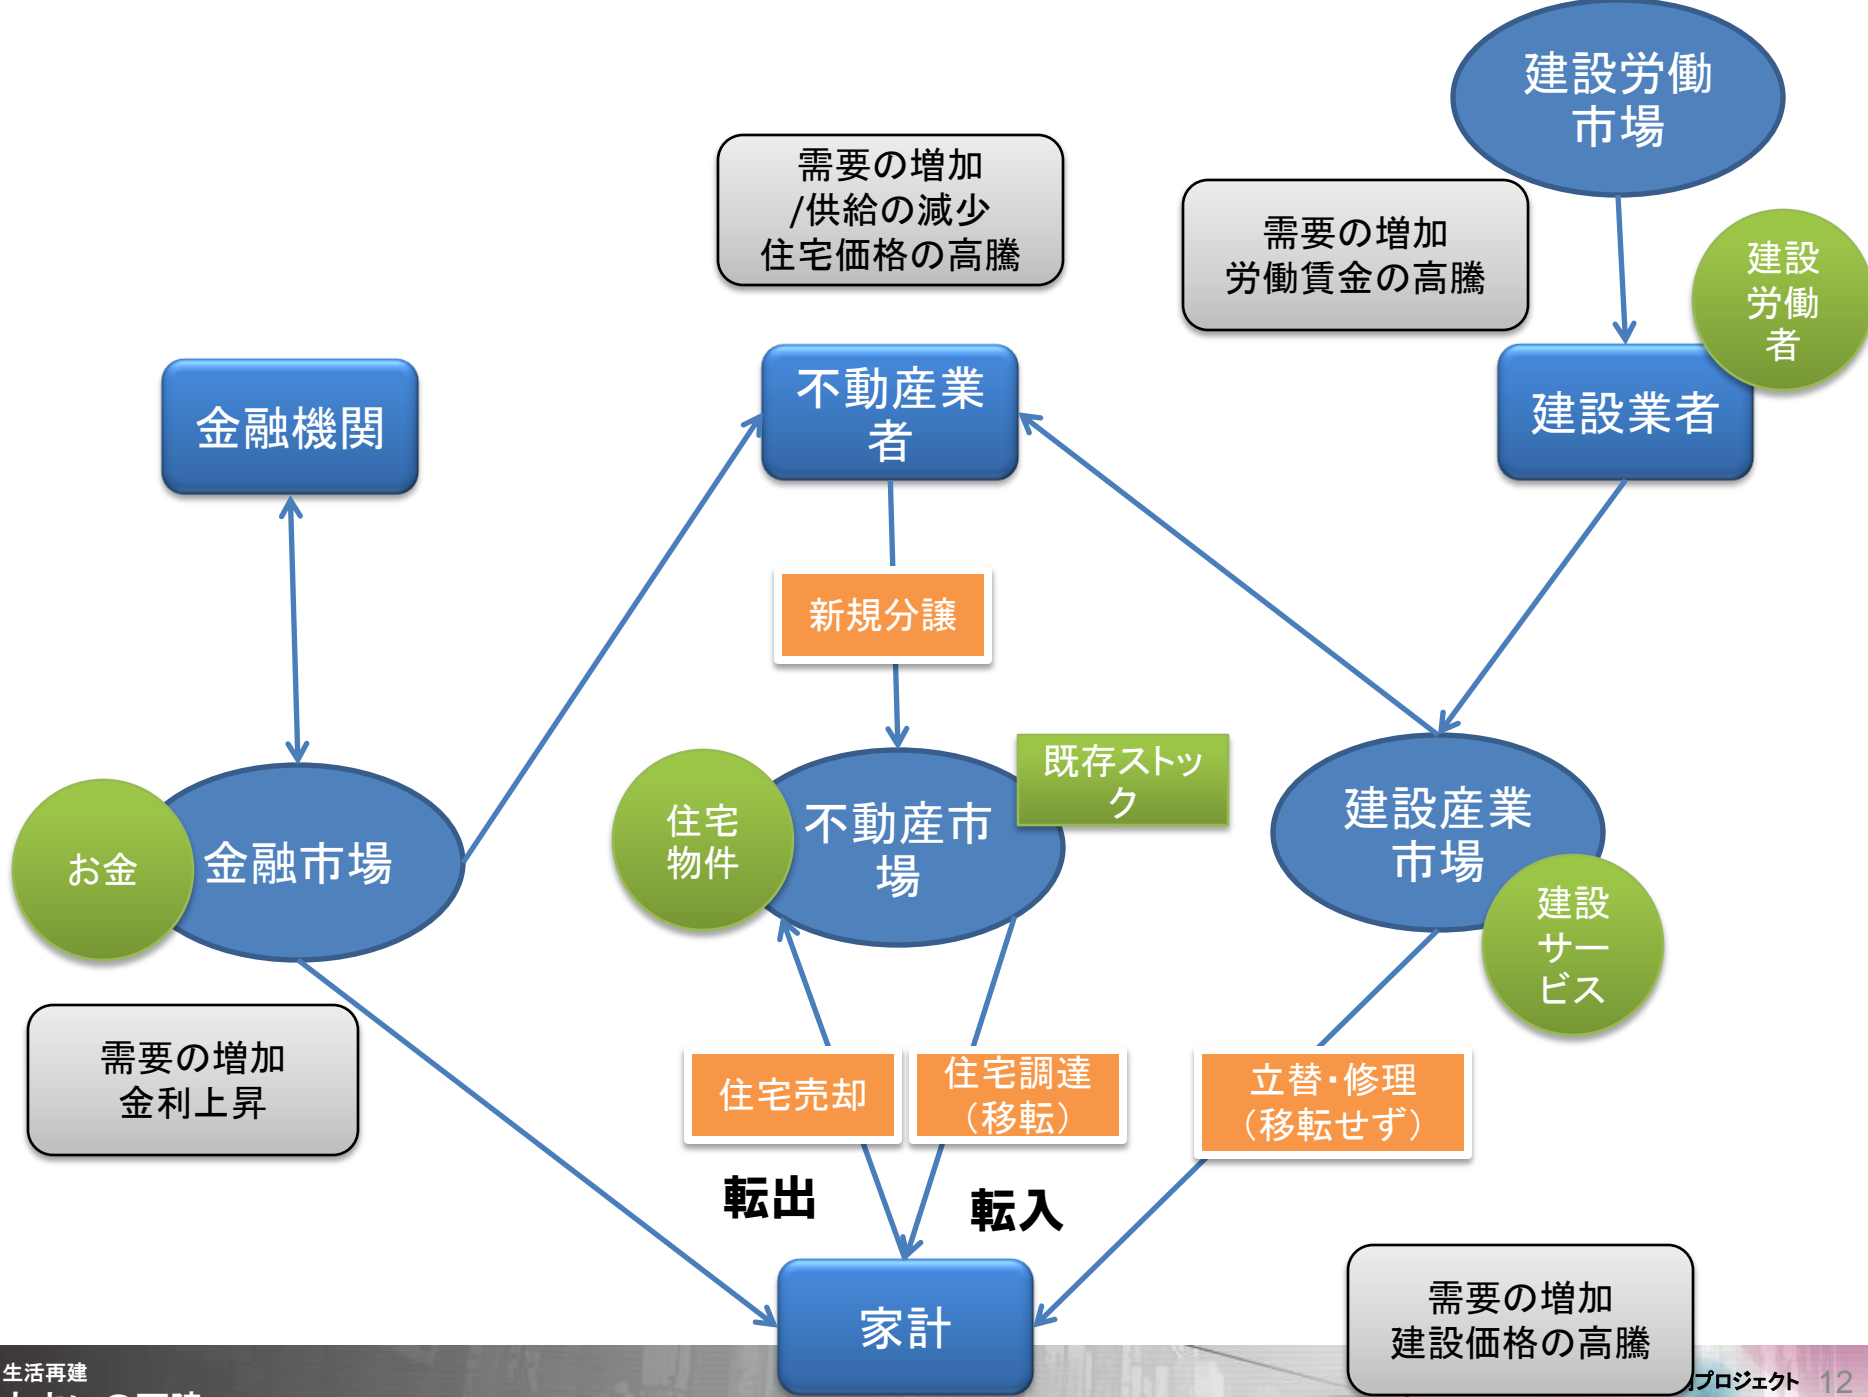 建設労働
市場
需要の増加
/供給の減少
住宅価格の高騰
需要の増加
労働賃金の高騰
建設
労働
者
金融機関
不動産業
者
建設業者
新規分譲
既存ストッ
ク
お金
金融市場
住宅
物件
不動産市
場
建設産業
市場
建設
サー
ビス
需要の増加
金利上昇
住宅売却
住宅調達
（移転）
立替・修理
（移転せず）
転出
転入
家計
需要の増加
建設価格の高騰
生活再建
プロジェクト 12